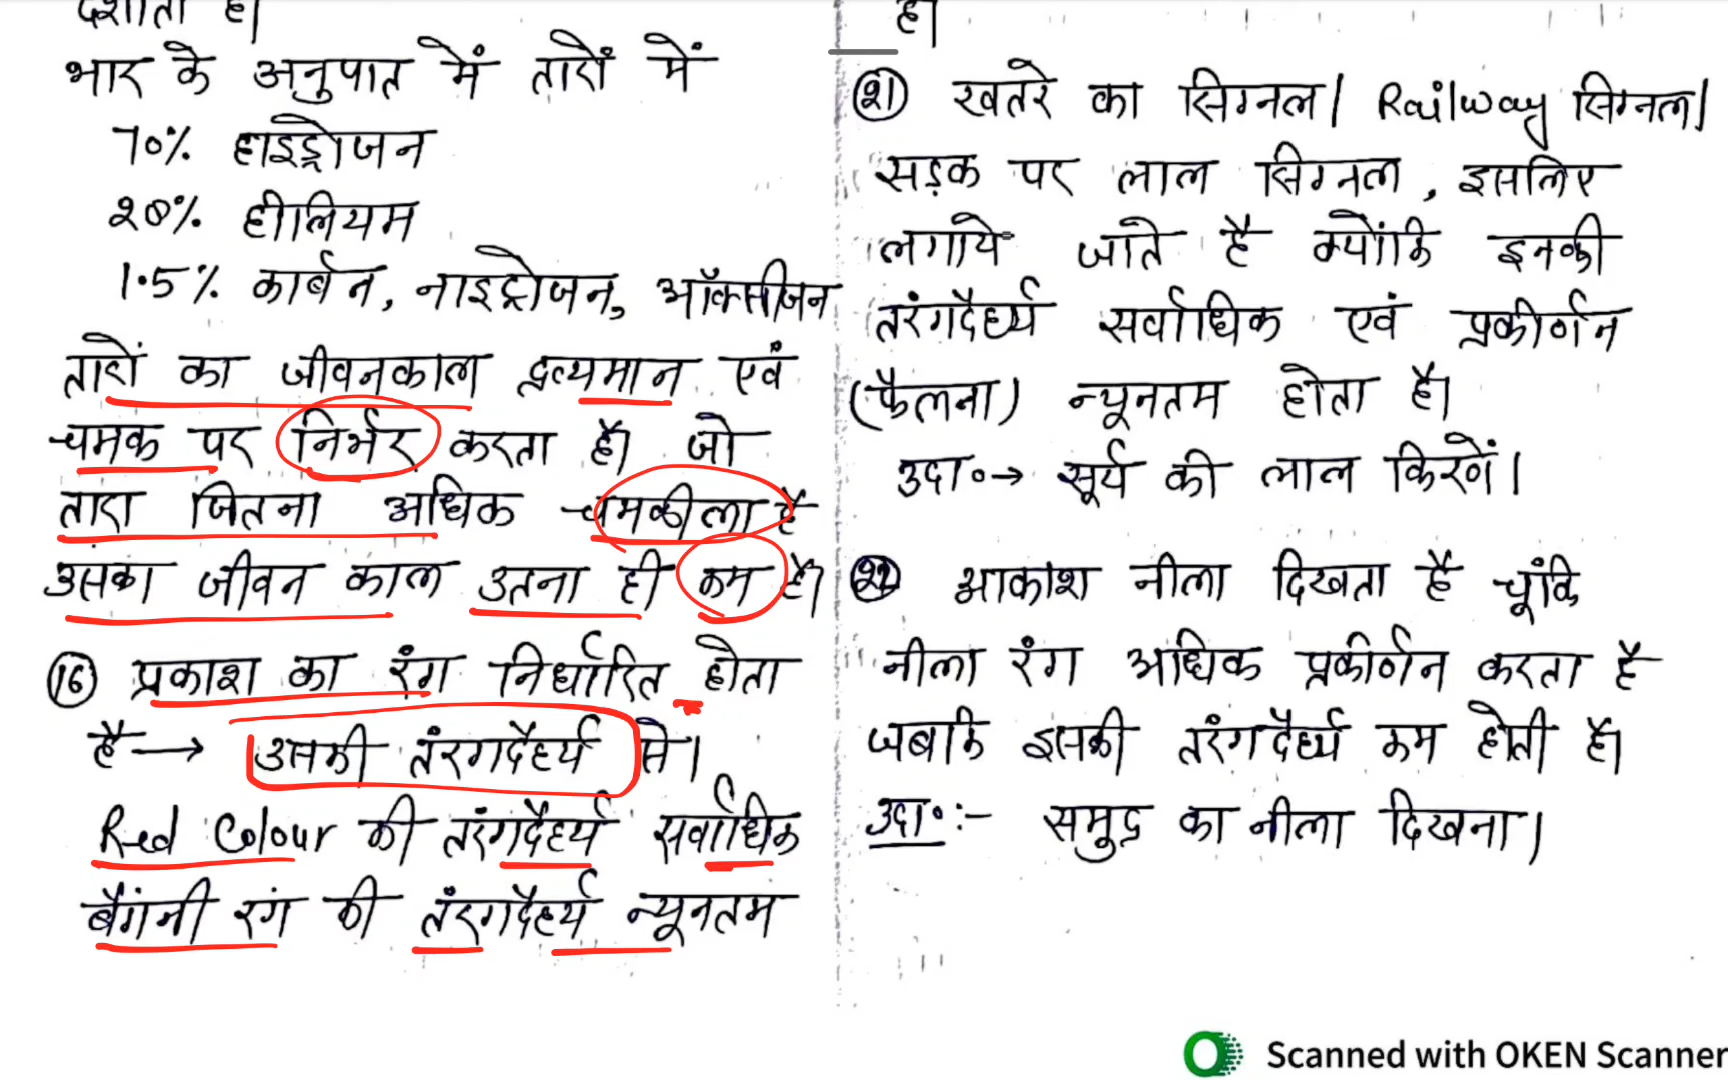 दर्शाता है।
भार के अनुपात में तारों में
70% हाइड्रोजन
28% हीलियम
1.5% कार्बन, नाइट्रोजन, ऑक्सीजन
तारों का जीवनकाल द्रव्यमान एवं
चमक पर निर्भर करता है। जो
तारा जितना अधिक चमकीला है
उसका जीवन काल उतना ही कम है।
16 प्रकाश का रंग निर्धारित होता
है → उसकी तंरगदैर्ध्य से।
Red Colour की तरंगदैर्ध्य सर्वाधिक
बैंगनी रंग की तंरगदैर्ध्य न्यूनतम
है।
21 खतरे का सिग्नल। Railway सिग्नल।
सड़क पर लाल सिग्नल, इसलिए
लगाये जाते है क्योंकि इनकी
तरंगदैर्ध्य सर्वाधिक एवं प्रकीर्णन
(फैलना) न्यूनतम होता है।
उदा० → सूर्य की लाल किरणें।
22 आकाश नीला दिखता है चूंकि
नीला रंग अधिक प्रकीर्णन करता है
जबकि इसकी तरंगदैर्ध्य कम होती है।
उदा० :- समुद्र का नीला दिखना।
Scanned with OKEN Scanner